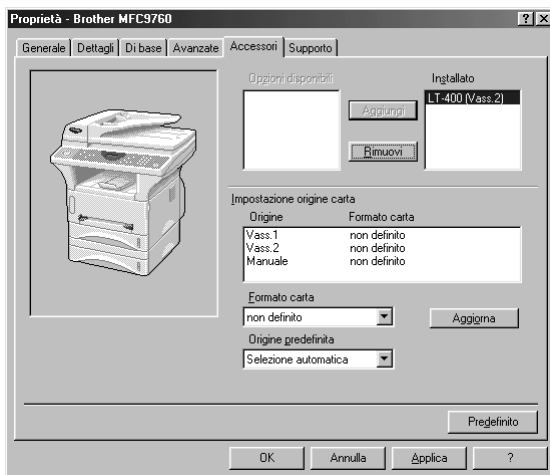 Proprietà - Brother MFC9760
Generale Dettagli Di base Avanzate Accessori Supporto
Opzioni disponibili
Installato
LT-400 (Vass.2)
Aggiungi
Rimuovi
Impostazione origine carta
Origine Formato carta
Vass.1 non definito
Vass.2 non definito
Manuale non definito
Formato carta
non definito
Aggiorna
Origine predefinita
Selezione automatica
Predefinito
OK Annulla Applica ?